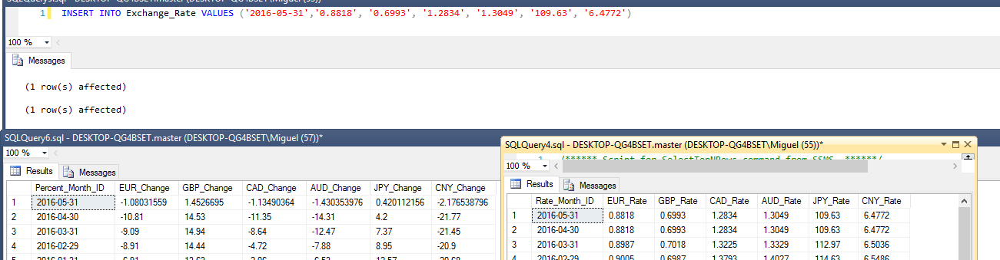 1 INSERT INTO Exchange_Rate VALUES ('2016-05-31','0.8818', '0.6993', '1.2834', '1.3049', '109.63', '6.4772')
100 %
Messages
(1 row(s) affected)
(1 row(s) affected)
SQLQuery6.sql - DESKTOP-QG4BSET.master (DESKTOP-QG4BSET\Miguel (57))*
100 %
Results Messages
Percent_Month_ID EUR_Change GBP_Change CAD_Change AUD_Change JPY_Change CNY_Change
1 2016-05-31 -1.08031559 1.4526695 -1.13490364 -1.430353976 0.420112156 -2.176538796
2 2016-04-30 -10.81 14.53 -11.35 -14.31 4.2 -21.77
3 2016-03-31 -9.09 14.94 -8.64 -12.47 7.37 -21.45
4 2016-02-29 -8.91 14.44 -4.72 -7.88 8.95 -20.9
SQLQuery4.sql - DESKTOP-QG4BSET.master (DESKTOP-QG4BSET\Miguel (55))*
1 /****** Script for SelectTopNRows command from SSMS ******/
100 %
Results Messages
Rate_Month_ID EUR_Rate GBP_Rate CAD_Rate AUD_Rate JPY_Rate CNY_Rate
1 2016-05-31 0.8818 0.6993 1.2834 1.3049 109.63 6.4772
2 2016-04-30 0.8818 0.6993 1.2834 1.3049 109.63 6.4772
3 2016-03-31 0.8987 0.7018 1.3225 1.3329 112.97 6.5036
4 2016-02-29 0.9005 0.6987 1.3793 1.4027 114.63 6.5486